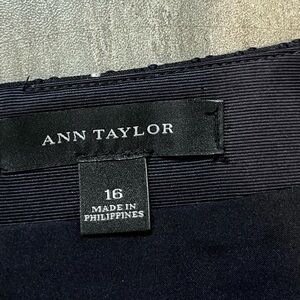 ANN TAYLOR
16
MADE IN
PHILIPPINES